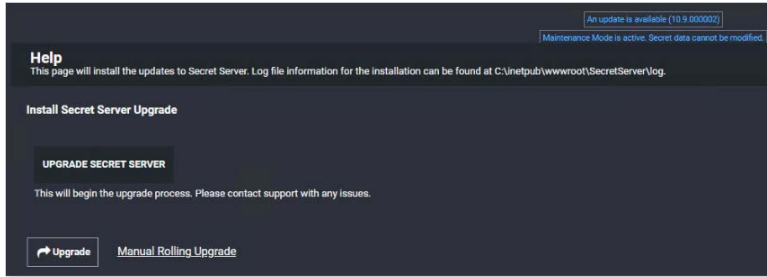 An update is available (10.9.000002)
Maintenance Mode is active. Secret data cannot be modified.
Help
This page will install the updates to Secret Server. Log file information for the installation can be found at C:\inetpub\wwwroot\SecretServer\log.
Install Secret Server Upgrade
UPGRADE SECRET SERVER
This will begin the upgrade process. Please contact support with any issues.
Upgrade Manual Rolling Upgrade